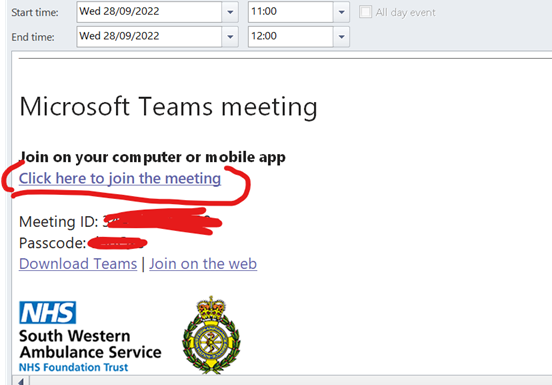 Start time: Wed 28/09/2022 11:00 All day event
End time: Wed 28/09/2022 12:00
Microsoft Teams meeting
Join on your computer or mobile app
Click here to join the meeting
Meeting ID:
Passcode:
Download Teams | Join on the web
NHS
South Western
Ambulance Service
NHS Foundation Trust